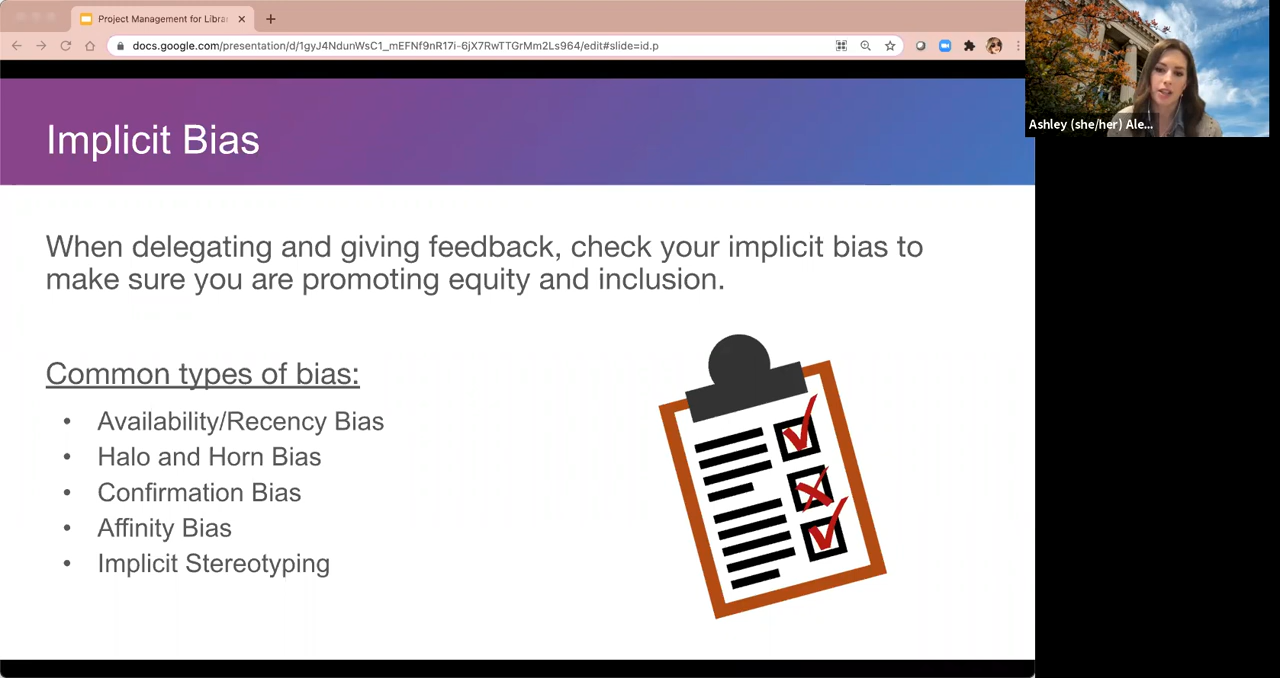 Project Management for Libra
docs.google.com/presentation/d/1gyJ4NdunWsC1_mEFNf9nR17i-6jX7RwTTGrMm2Ls964/edit#slide=id.p
Ashley (she/her) Ale...
Implicit Bias
When delegating and giving feedback, check your implicit bias to
make sure you are promoting equity and inclusion.
Common types of bias:
• Availability/Recency Bias
• Halo and Horn Bias
• Confirmation Bias
• Affinity Bias
• Implicit Stereotyping